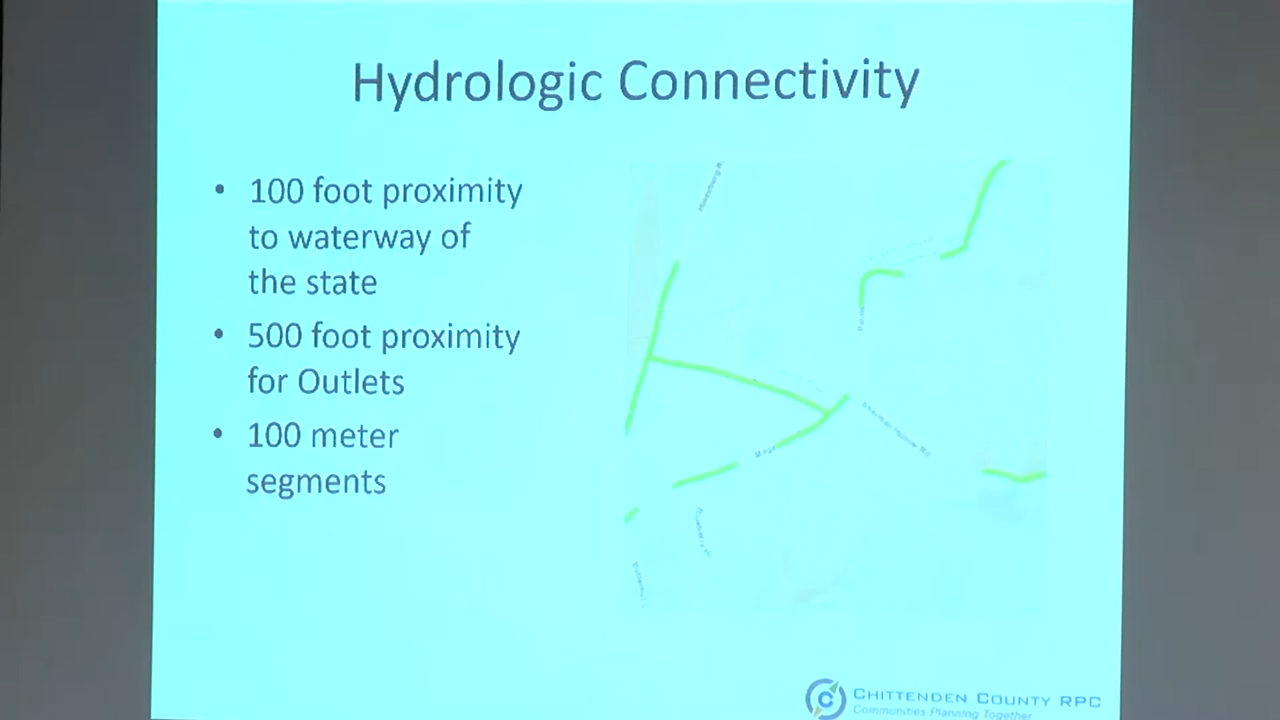 Hydrologic Connectivity
• 100 foot proximity
to waterway of
the state
• 500 foot proximity
for Outlets
• 100 meter
segments
CHITTENDEN COUNTY RPC
Communities Planning Together